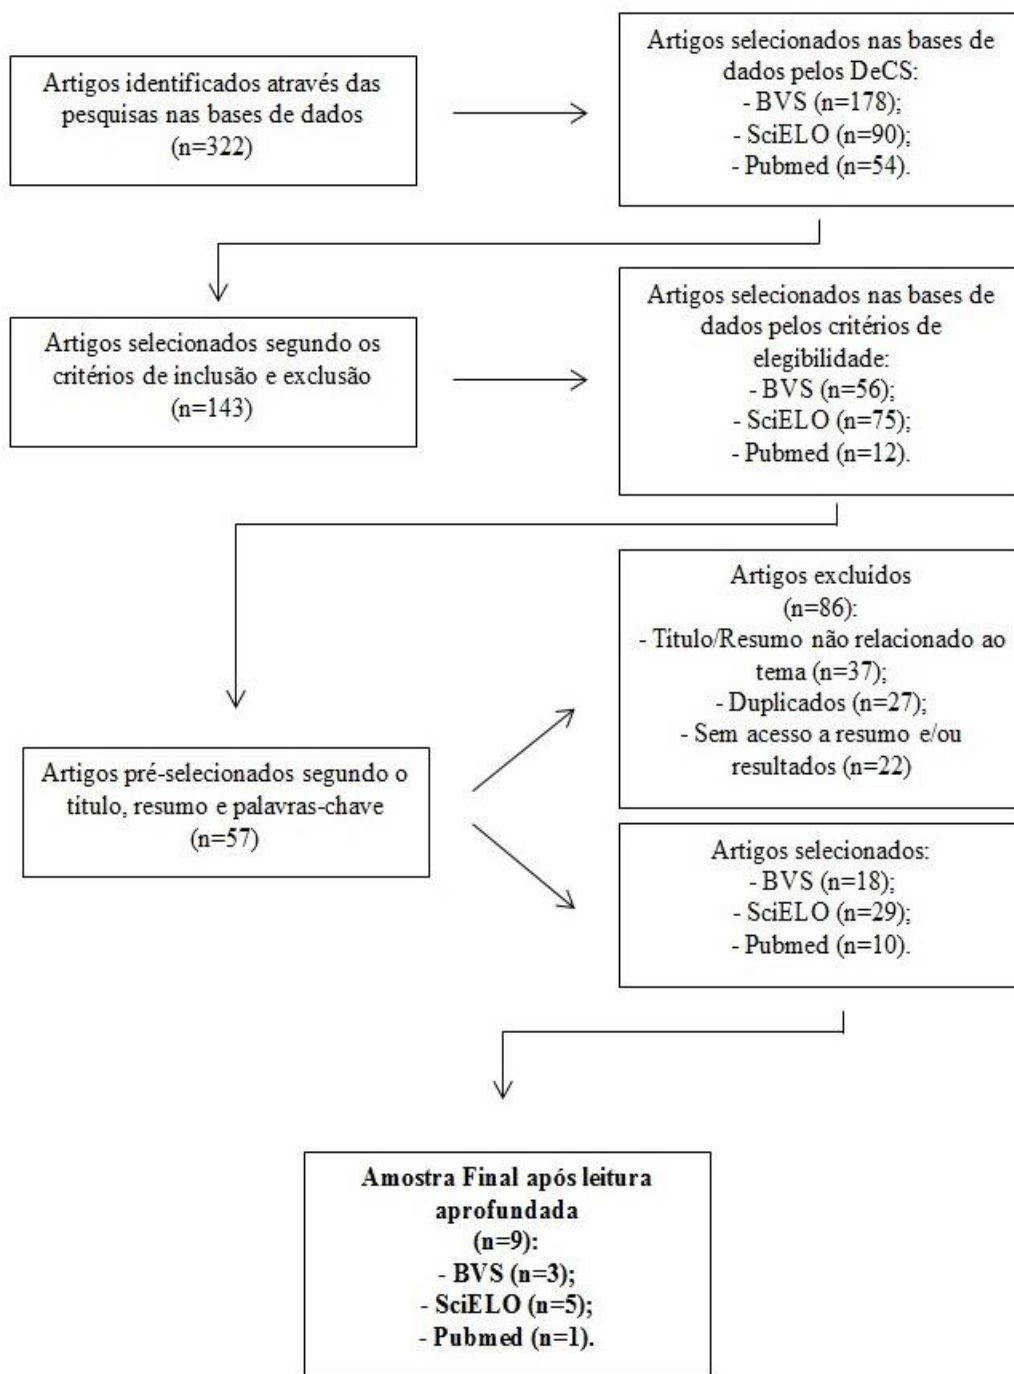 Artigos identificados através das
pesquisas nas bases de dados
(n=322)
Artigos selecionados nas bases de
dados pelos DeCS:
- BVS (n=178);
- SciELO (n=90);
- Pubmed (n=54).
Artigos selecionados segundo os
critérios de inclusão e exclusão
(n=143)
Artigos selecionados nas bases de
dados pelos critérios de
elegibilidade:
- BVS (n=56);
- SciELO (n=75);
- Pubmed (n=12).
Artigos pré-selecionados segundo o
título, resumo e palavras-chave
(n=57)
Artigos excluídos
(n=86):
- Título/Resumo não relacionado ao
tema (n=37);
- Duplicados (n=27);
- Sem acesso a resumo e/ou
resultados (n=22)
Artigos selecionados:
- BVS (n=18);
- SciELO (n=29);
- Pubmed (n=10).
Amostra Final após leitura
aprofundada
(n=9):
- BVS (n=3);
- SciELO (n=5);
- Pubmed (n=1).